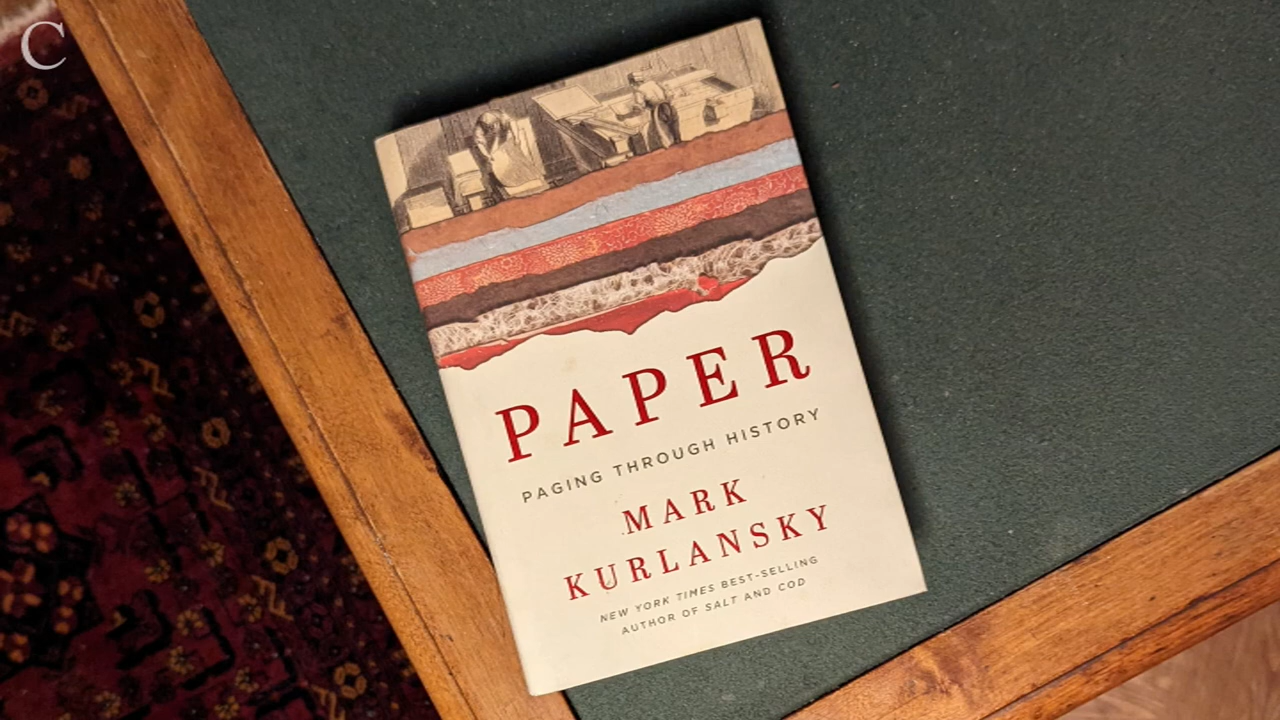 C
PAPER
PAGING THROUGH HISTORY
MARK
KURLANSKY
NEW YORK TIMES BEST-SELLING
AUTHOR OF SALT AND COD